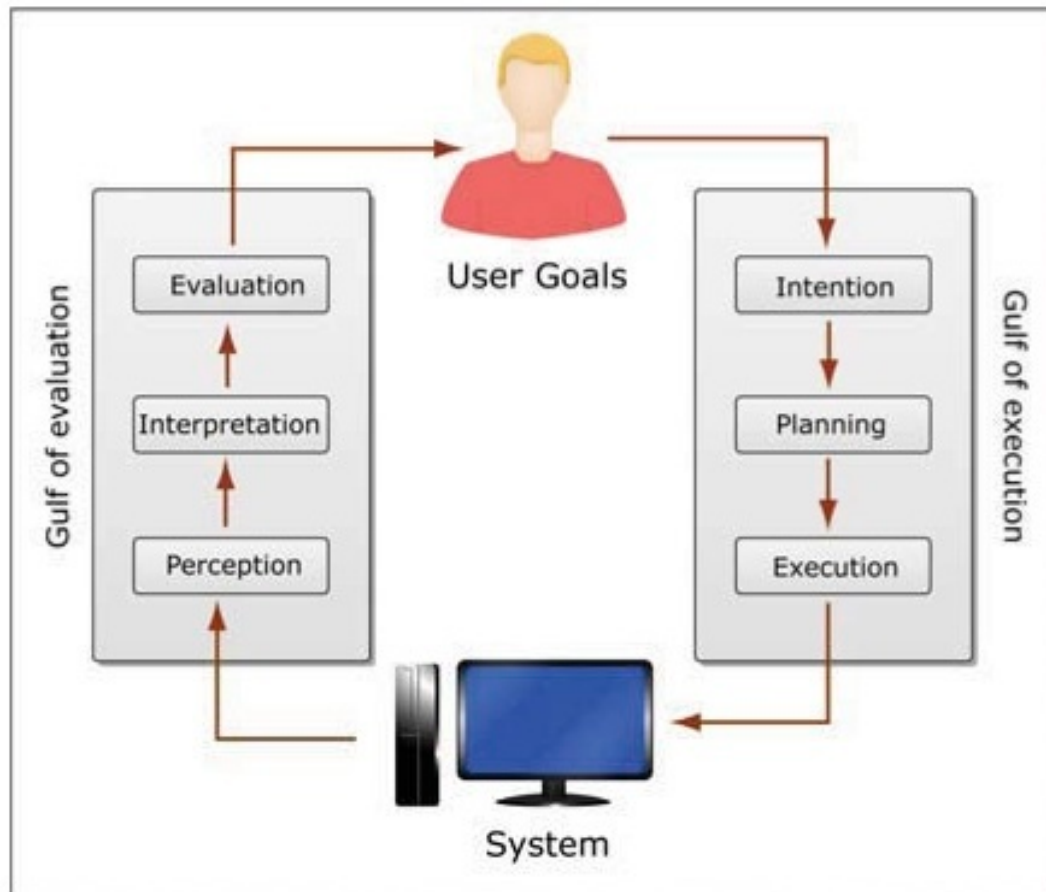 User Goals
Gulf of evaluation
Evaluation
Interpretation
Perception
Intention
Planning
Execution
Gulf of execution
System